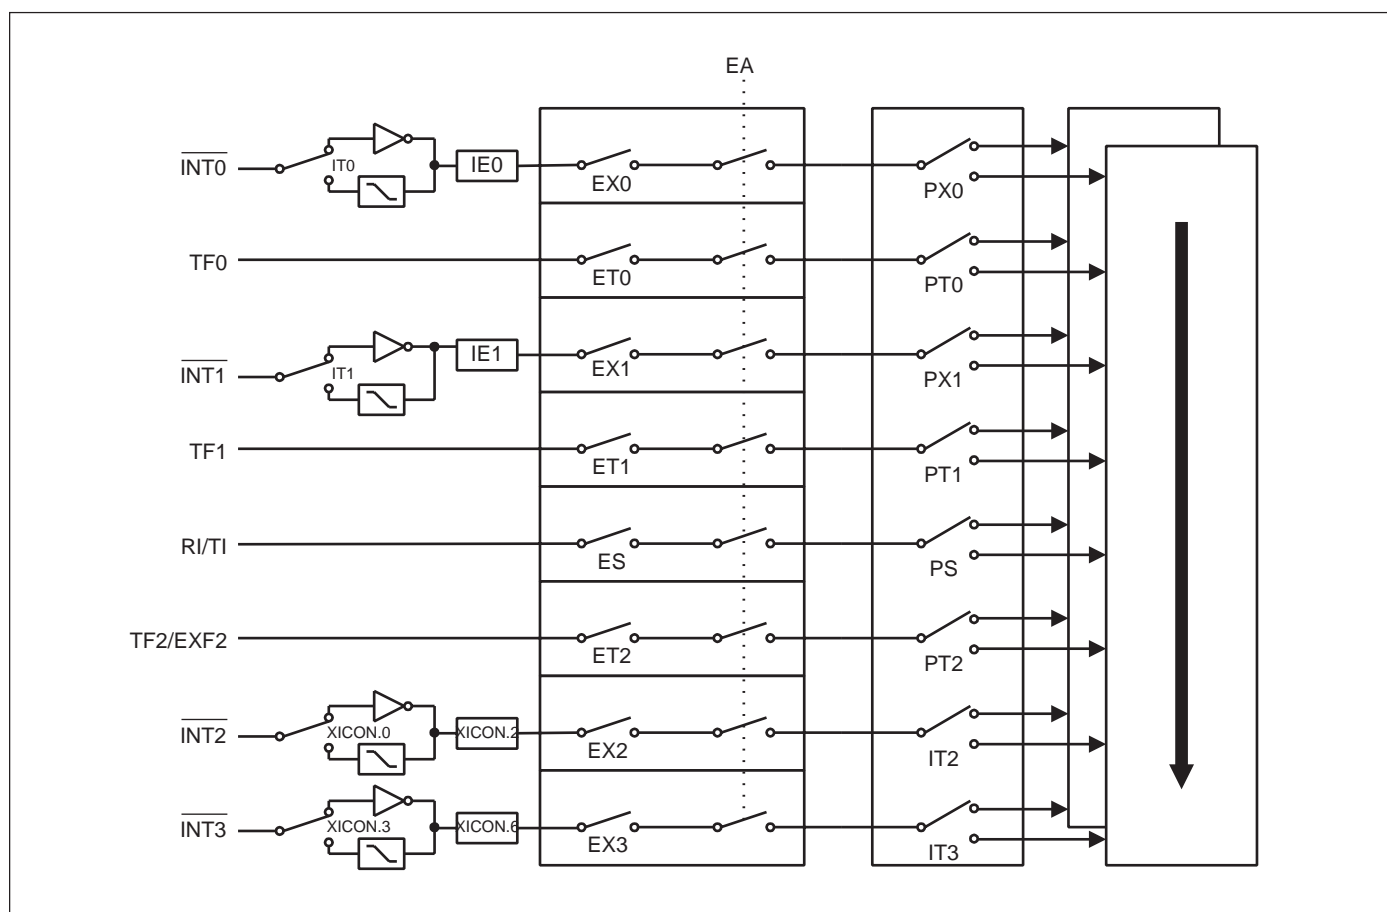 EA
INT0
IT0
IE0
EX0
PX0
TF0
ET0
PT0
INT1
IT1
IE1
EX1
PX1
TF1
ET1
PT1
RI/TI
ES
PS
TF2/EXF2
ET2
PT2
INT2
XICON.0
XICON.2
EX2
IT2
INT3
XICON.3
XICON.6
EX3
IT3